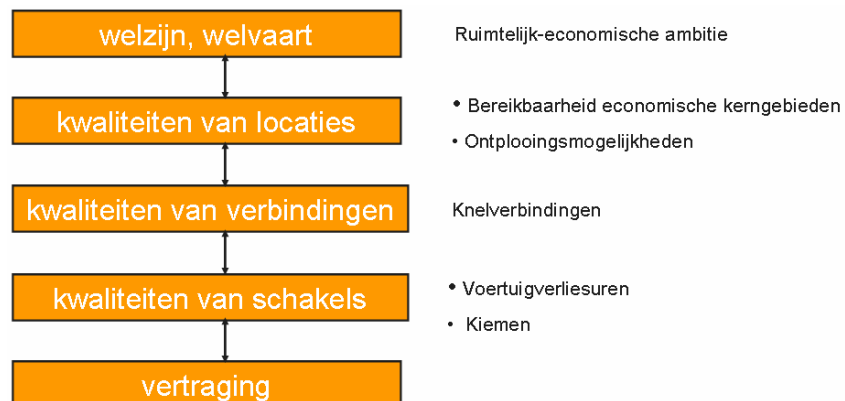 welzijn, welvaart
Ruimtelijk-economische ambitie
kwaliteiten van locaties
• Bereikbaarheid economische kerngebieden
• Ontplooingsmogelijkheden
kwaliteiten van verbindingen
Knelverbindingen
kwaliteiten van schakels
• Voertuigverliesuren
• Kiemen
vertraging